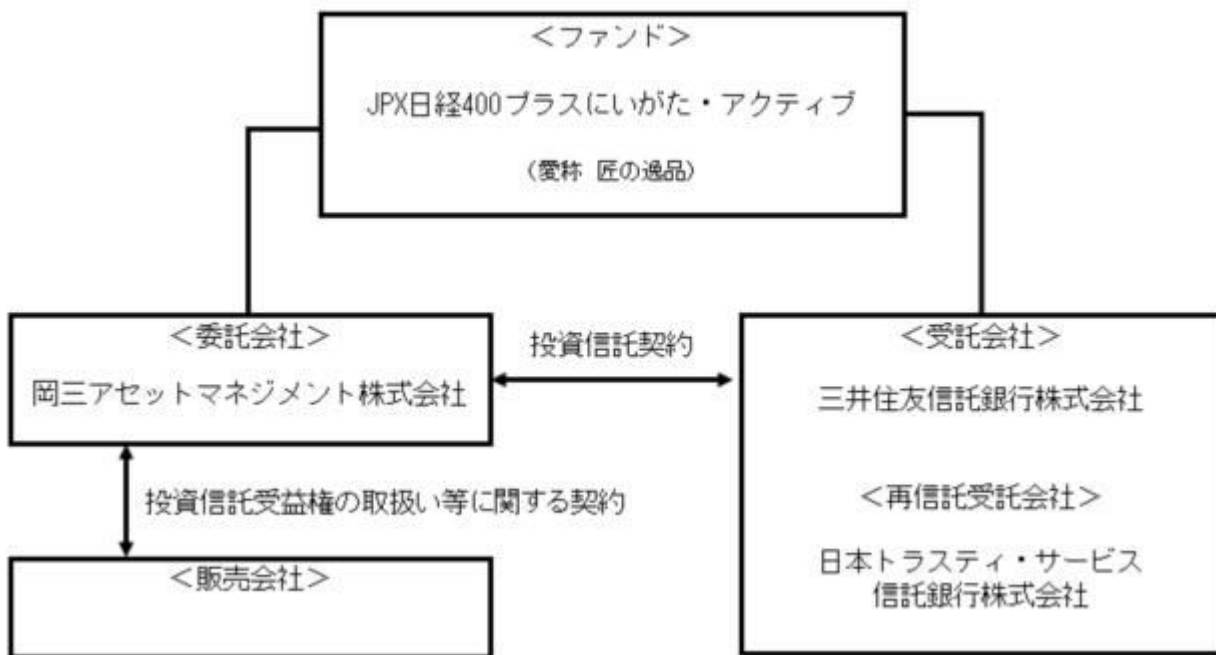 <ファンド>
JPX日経400プラスにいがた・アクティブ
(愛称 匠の逸品)
<委託会社>
岡三アセットマネジメント株式会社
投資信託契約
<受託会社>
三井住友信託銀行株式会社
<再信託受託会社>
日本トラスティ・サービス
信託銀行株式会社
投資信託受益権の取扱い等に関する契約
<販売会社>